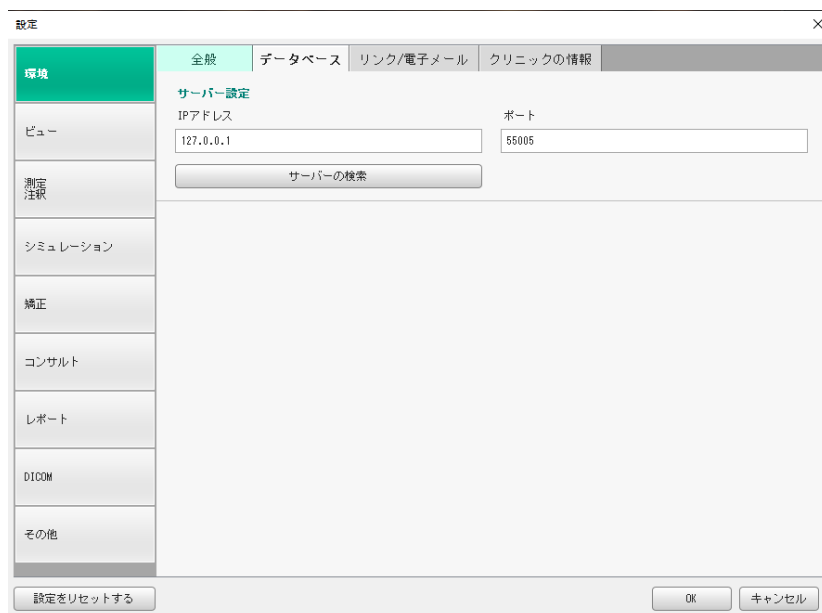 設定
環境
ビュー
測定
注釈
シミュレーション
矯正
コンサルト
レポート
DICOM
その他
全般 データベース リンク/電子メール クリニックの情報
サーバー設定
IPアドレス ポート
127.0.0.1 55005
サーバーの検索
設定をリセットする OK キャンセル